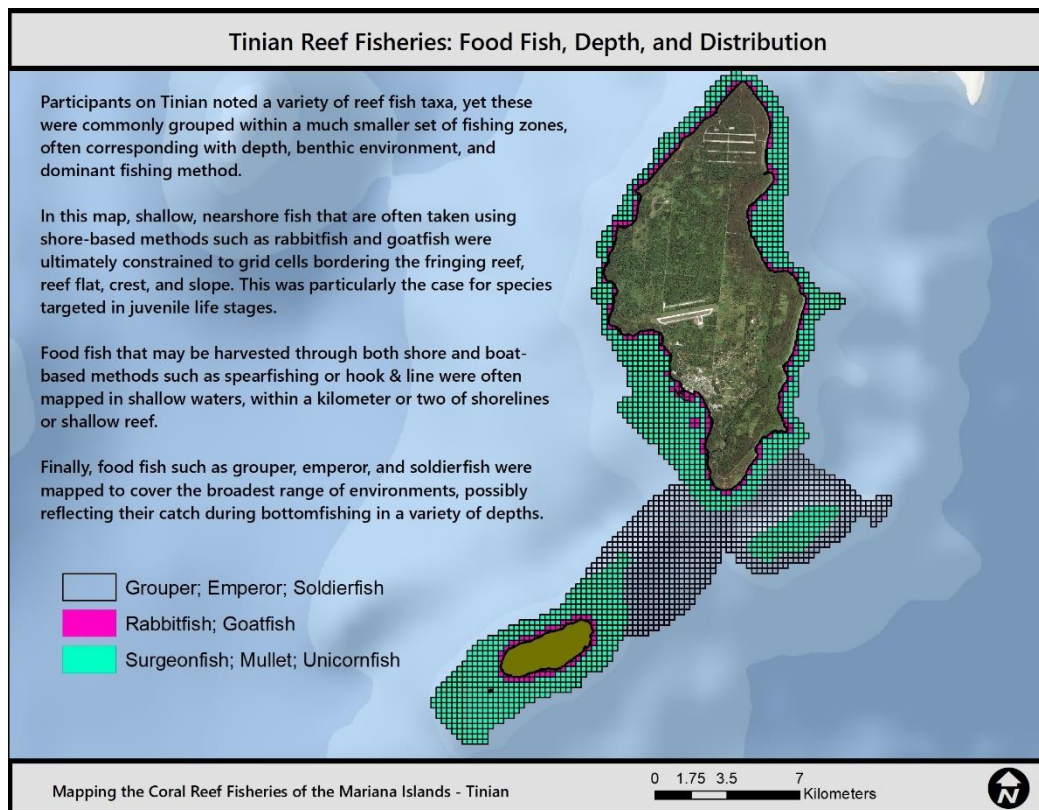 Tinian Reef Fisheries: Food Fish, Depth, and Distribution
Participants on Tinian noted a variety of reef fish taxa, yet these
were commonly grouped within a much smaller set of fishing zones,
often corresponding with depth, benthic environment, and
dominant fishing method.
In this map, shallow, nearshore fish that are often taken using
shore-based methods such as rabbitfish and goatfish were
ultimately constrained to grid cells bordering the fringing reef,
reef flat, crest, and slope. This was particularly the case for species
targeted in juvenile life stages.
Food fish that may be harvested through both shore and boat-
based methods such as spearfishing or hook & line were often
mapped in shallow waters, within a kilometer or two of shorelines
or shallow reef.
Finally, food fish such as grouper, emperor, and soldierfish were
mapped to cover the broadest range of environments, possibly
reflecting their catch during bottomfishing in a variety of depths.
Grouper; Emperor; Soldierfish
Rabbitfish; Goatfish
Surgeonfish; Mullet; Unicornfish
Mapping the Coral Reef Fisheries of the Mariana Islands - Tinian
0 1.75 3.5 7
Kilometers
N